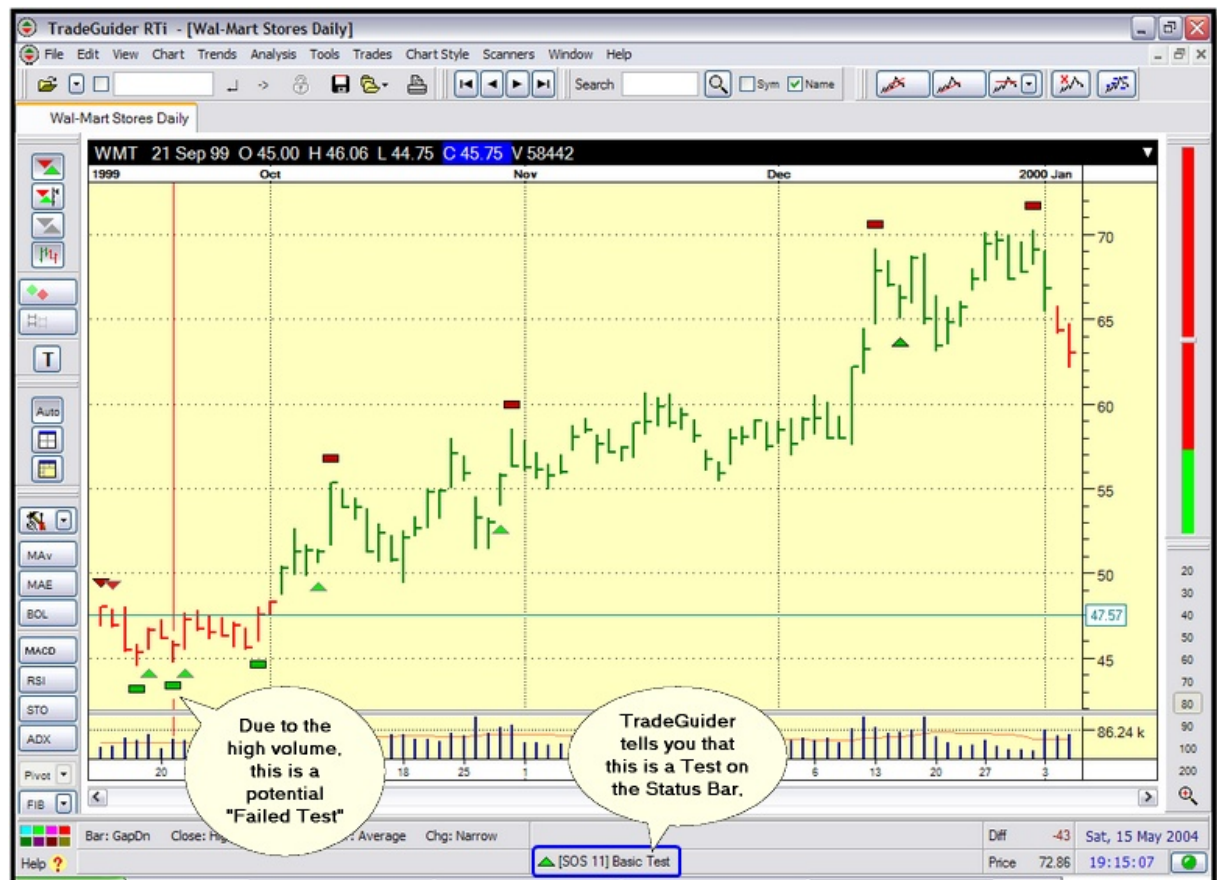 TradeGuider RTi - [Wal-Mart Stores Daily]
File Edit View Chart Trends Analysis Tools Trades Chart Style Scanners Window Help
Search Sym Name
Wal-Mart Stores Daily
WMT 21 Sep 99 O 45.00 H 46.06 L 44.75 C 45.75 V 58442
1999 Oct Nov Dec 2000 Jan
70
65
60
55
50
47.57
45
86.24 k
T
Auto
MAv
MAE
BOL
MACD
RSI
STO
ADX
Pivot
FIB
20
30
40
50
60
70
80
90
100
200
Due to the
high volume,
this is a
potential
"Failed Test"
TradeGuider
tells you that
this is a Test on
the Status Bar.
20 18 25 1 6 13 20 27 3
Bar: GapDn Close: Average Chg: Narrow Diff -43 Sat, 15 May 2004
Help ? [SOS 11] Basic Test Price 72.86 19:15:07